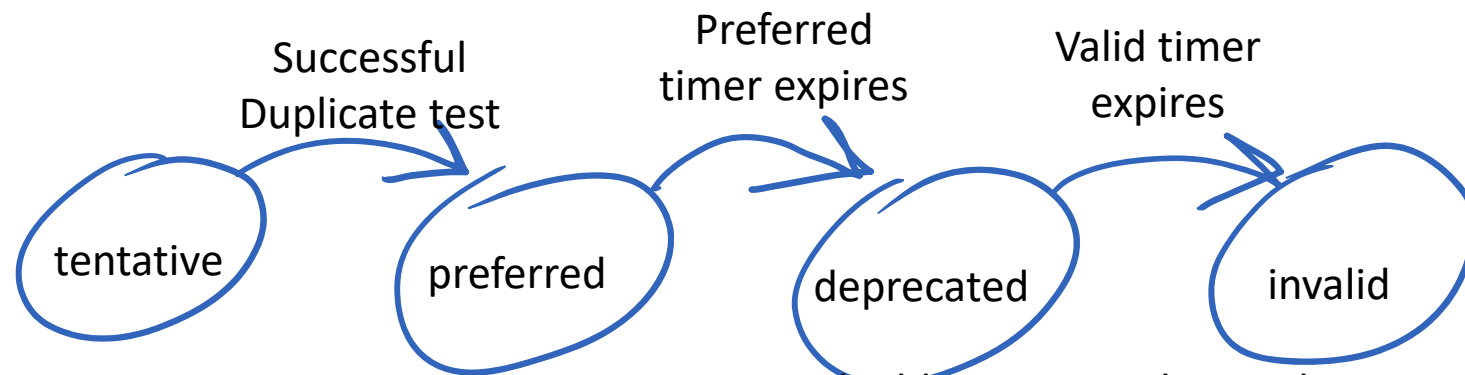 Successful
Duplicate test
Preferred
timer expires
Valid timer
expires
tentative
preferred
deprecated
invalid